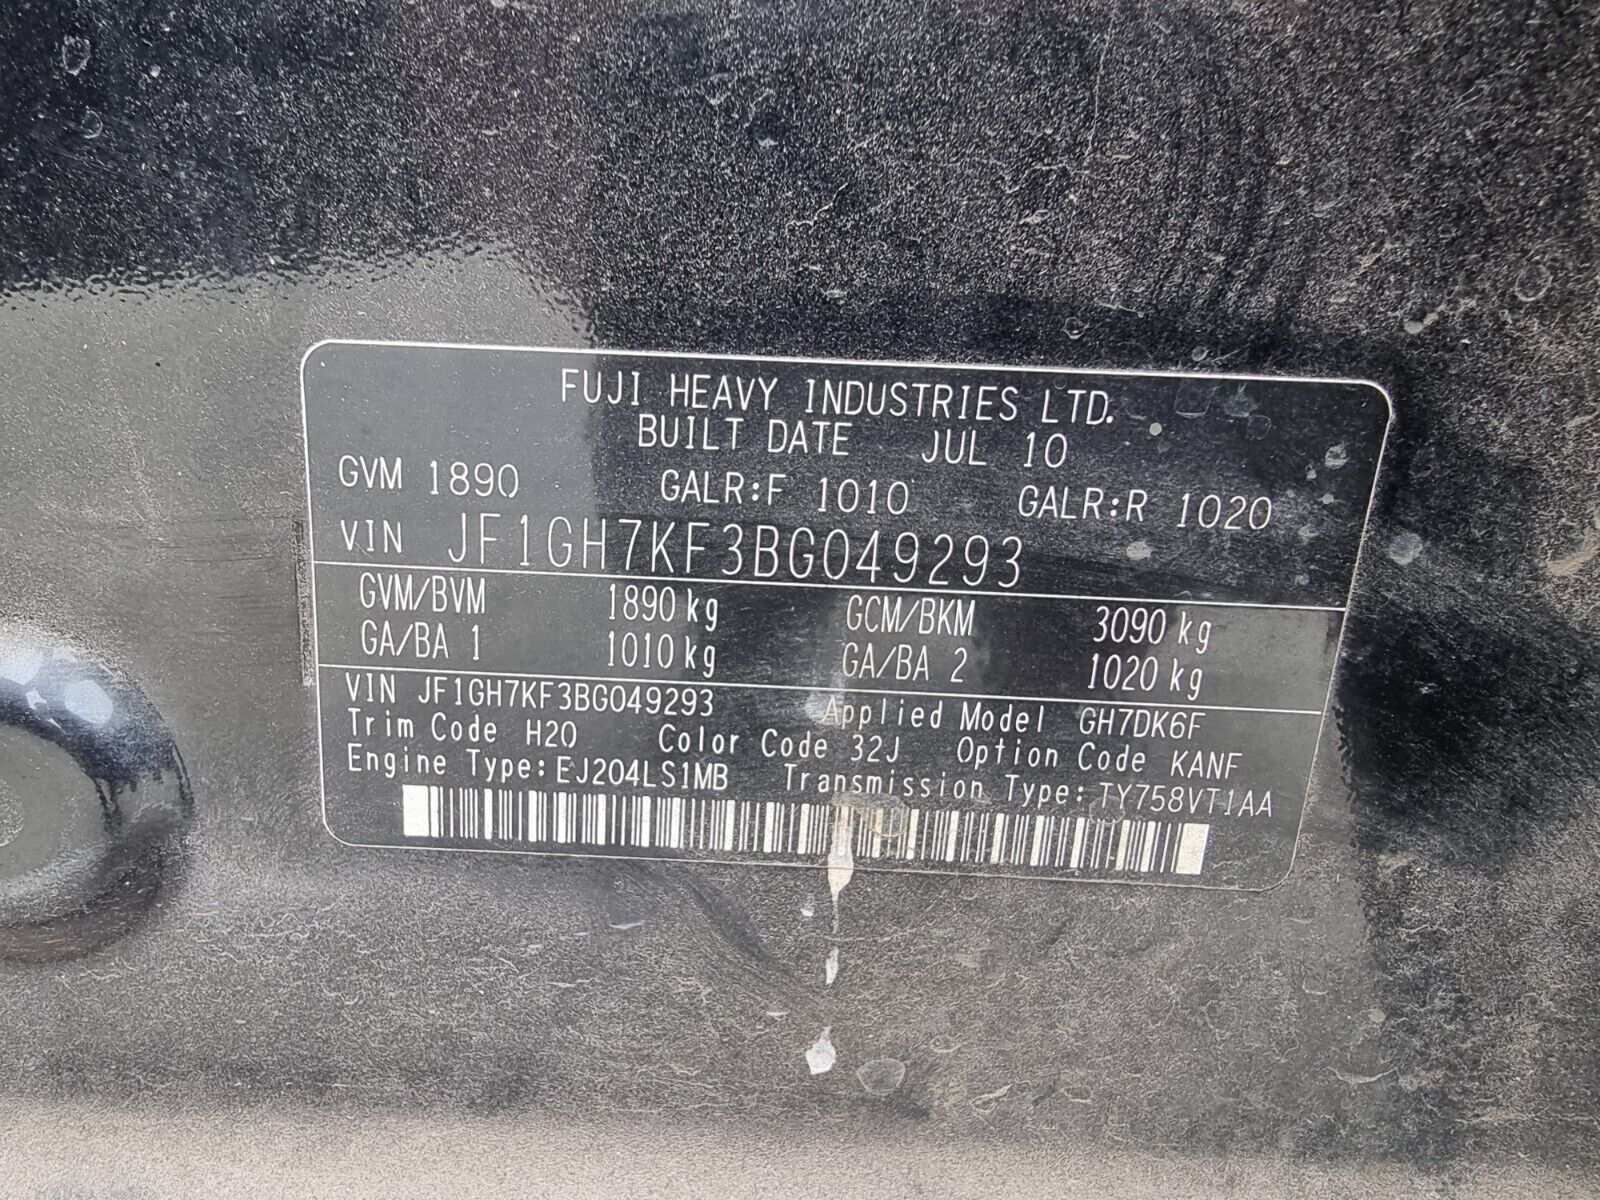 FUJI HEAVY INDUSTRIES LTD.
BUILT DATE JUL 10
GVM 1890 GALR:F 1010 GALR:R 1020
VIN JF1GH7KF3BG049293
GVM/BVM 1890 kg GCM/BKM 3090 kg
GA/BA 1 1010 kg GA/BA 2 1020 kg
VIN JF1GH7KF3BG049293 Applied Model GH7DK6F
Trim Code H20 Color Code 32J Option Code KANF
Engine Type: EJ204LS1MB Transmission Type: TY758VT1AA